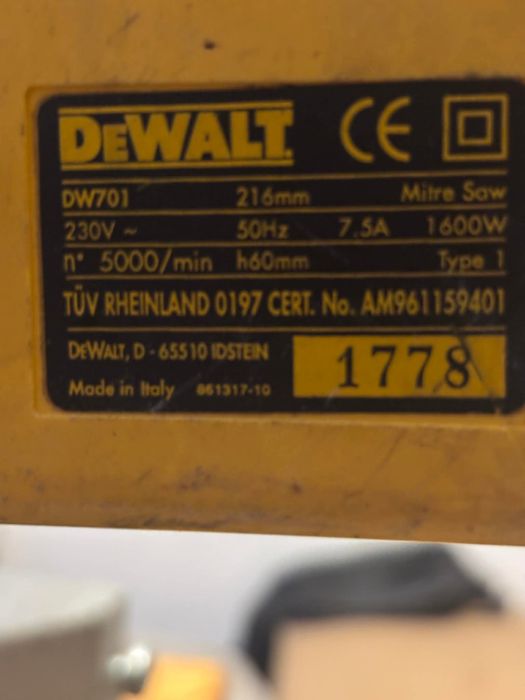 DEWALT. CE
DW701 216mm Mitre Saw
230V ~ 50Hz 7.5A 1600W
n° 5000/min h60mm Type 1
TÜV RHEINLAND 0197 CERT. No. AM961159401
DEWALT, D - 65510 IDSTEIN
1778
Made in Italy 861317-10